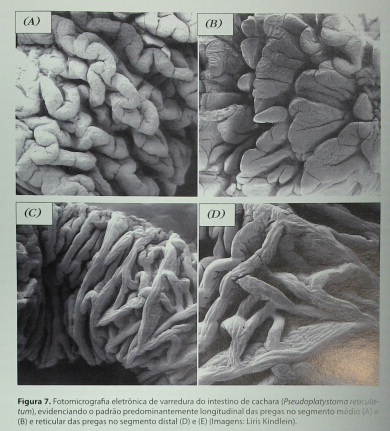 (A)
(B)
(C)
(D)
Figura 7. Fotomicrografia eletrônica de varredura do intestino de cachara (Pseudoplatystoma reticula-
tum), evidenciando o padrão predominantemente longitudinal das pregas no segmento médio (A) e
(B) e reticular das pregas no segmento distal (D) e (E) (Imagens: Liris Kindlein).